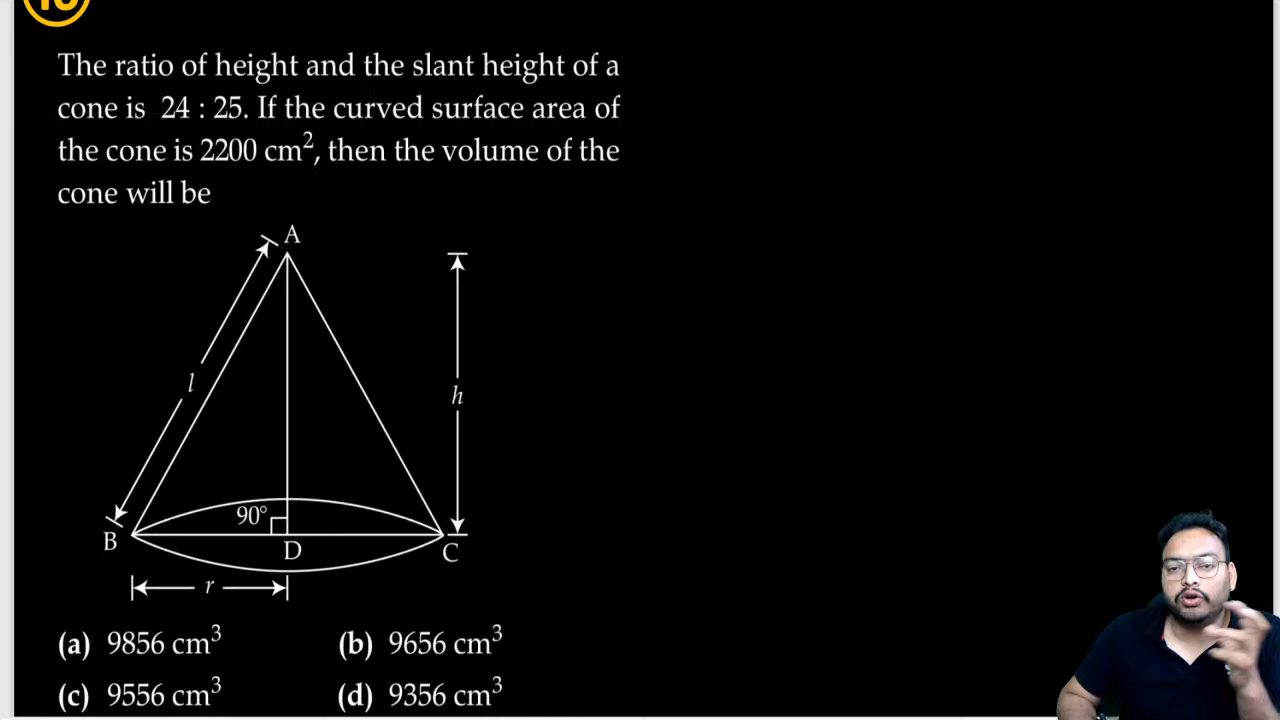 The ratio of height and the slant height of a
cone is 24 : 25. If the curved surface area of
the cone is 2200 cm², then the volume of the
cone will be
A
l
h
90°
B
D
C
r
(a) 9856 cm³ (b) 9656 cm³
(c) 9556 cm³ (d) 9356 cm³